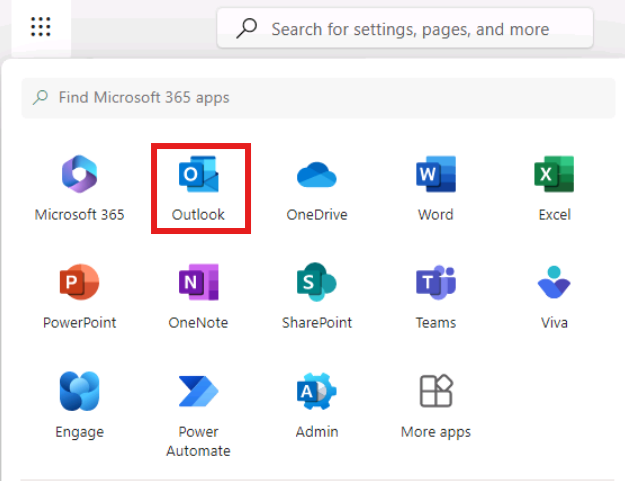 Search for settings, pages, and more
Find Microsoft 365 apps
Microsoft 365
Outlook
OneDrive
Word
Excel
PowerPoint
OneNote
SharePoint
Teams
Viva
Engage
Power
Automate
Admin
More apps